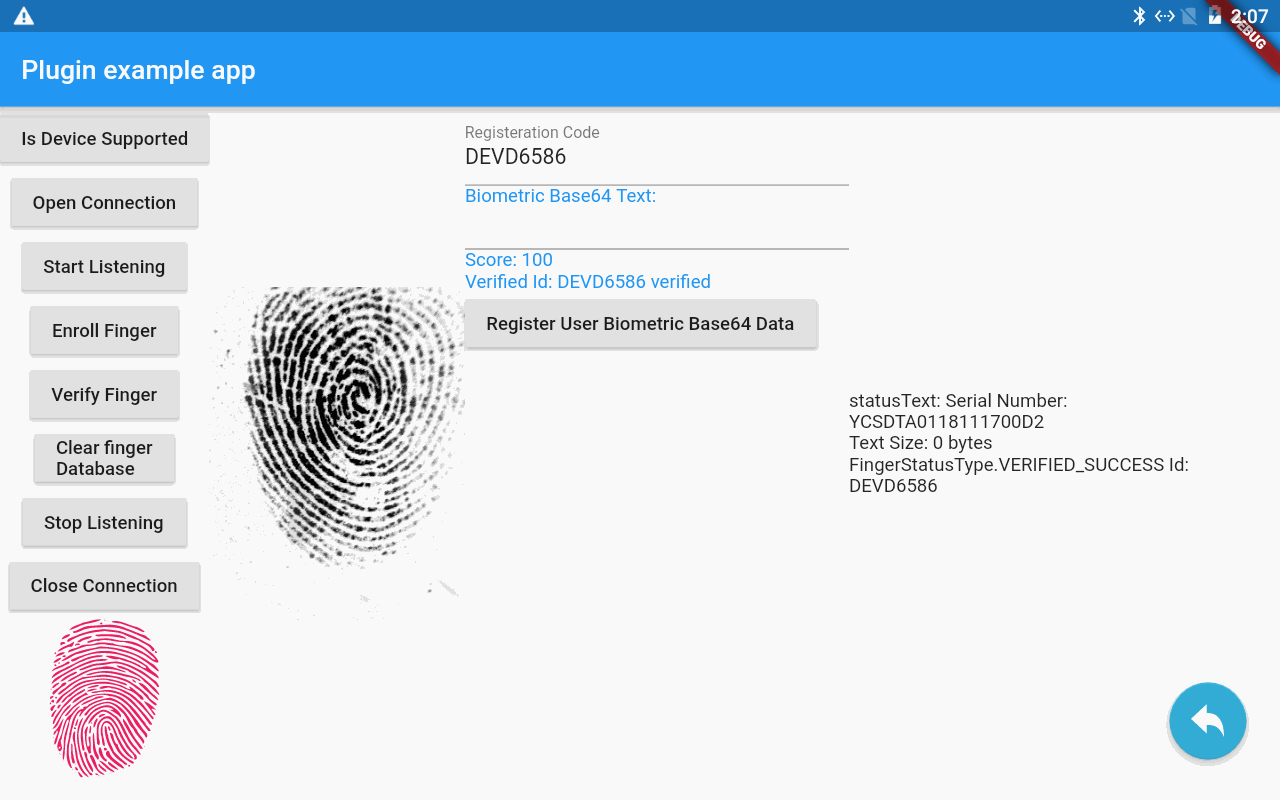 2:07
DEBUG
Plugin example app
Is Device Supported
Open Connection
Start Listening
Enroll Finger
Verify Finger
Clear finger
Database
Stop Listening
Close Connection
Registeration Code
DEVD6586
Biometric Base64 Text:
Score: 100
Verified Id: DEVD6586 verified
Register User Biometric Base64 Data
statusText: Serial Number:
YCSDTA0118111700D2
Text Size: 0 bytes
FingerStatusType.VERIFIED_SUCCESS Id:
DEVD6586